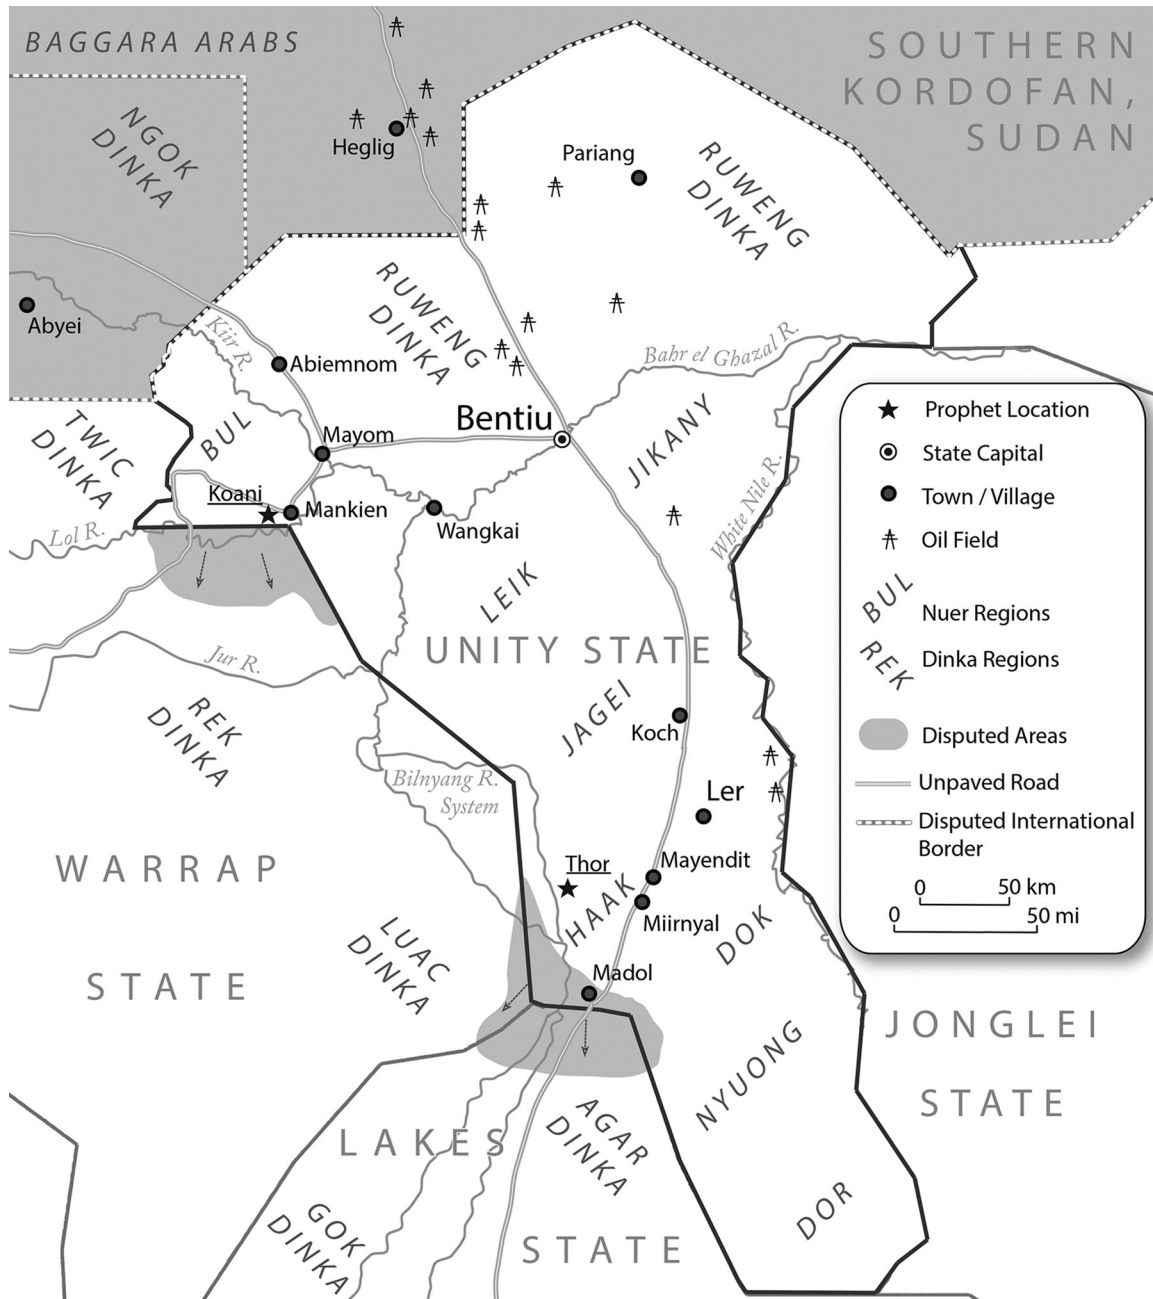 BAGGARA ARABS
SOUTHERN
KORDOFAN,
SUDAN
NGOK
DINKA
Heglig
Pariang
RUWENG
DINKA
RUWENG
DINKA
Abyei
Kiir R.
Abiemnom
Bahr el Ghazal R.
TWIC
DINKA
BUL
Mayom
Bentiu
JIKANY
Koani
Mankien
Wangkai
White Nile R.
Lol R.
LEIK
UNITY STATE
Jur R.
REK
DINKA
JAGEI
Koch
Bilnyang R.
System
Ler
WARRAP
STATE
Thor
Mayendit
HAAK
Miirnyal
DOK
LUAC
DINKA
Madol
NYUONG
JONGLEI
STATE
LAKES
STATE
AGAR
DINKA
GOK
DINKA
DOR
Prophet Location
State Capital
Town / Village
Oil Field
BUL
Nuer Regions
REK
Dinka Regions
Disputed Areas
Unpaved Road
Disputed International
Border
0 50 km
0 50 mi